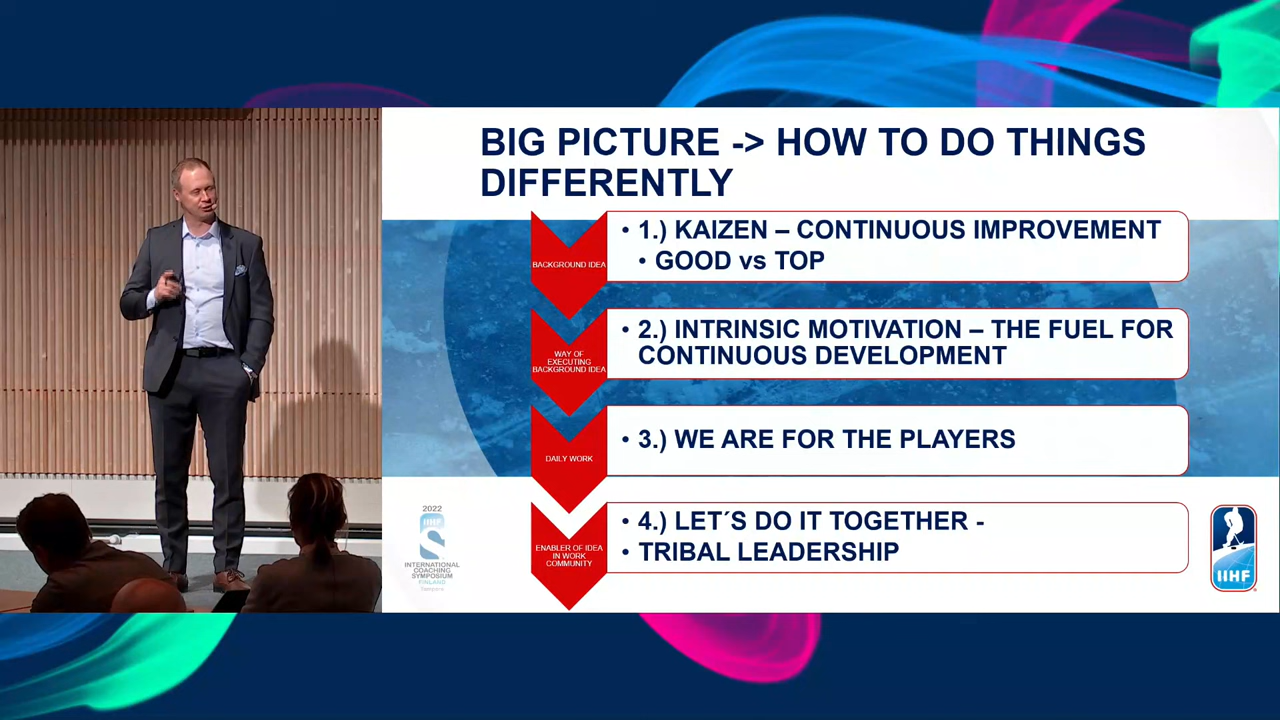 BIG PICTURE -> HOW TO DO THINGS
DIFFERENTLY
BACKGROUND IDEA
• 1.) KAIZEN – CONTINUOUS IMPROVEMENT
• GOOD vs TOP
WAY OF
EXECUTING
BACKGROUND IDEA
• 2.) INTRINSIC MOTIVATION – THE FUEL FOR
CONTINUOUS DEVELOPMENT
DAILY WORK
• 3.) WE ARE FOR THE PLAYERS
ENABLER OF IDEA
IN WORK
COMMUNITY
• 4.) LET´S DO IT TOGETHER -
• TRIBAL LEADERSHIP
2022
IIHF
INTERNATIONAL
COACHING
SYMPOSIUM
FINLAND
Tampere
IIHF